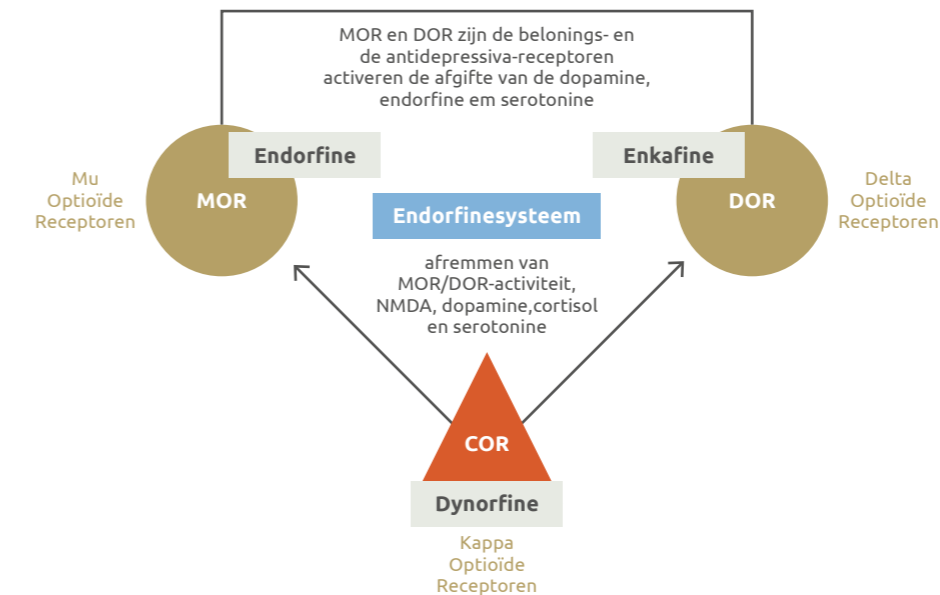 MOR en DOR zijn de belonings- en
de antidepressiva-receptoren
activeren de afgifte van de dopamine,
endorfine em serotonine
Endorfine
Enkafine
Mu
Optioïde
Receptoren
MOR
DOR
Delta
Optioïde
Receptoren
Endorfinesysteem
afremmen van
MOR/DOR-activiteit,
NMDA, dopamine,cortisol
en serotonine
COR
Dynorfine
Kappa
Optioïde
Receptoren